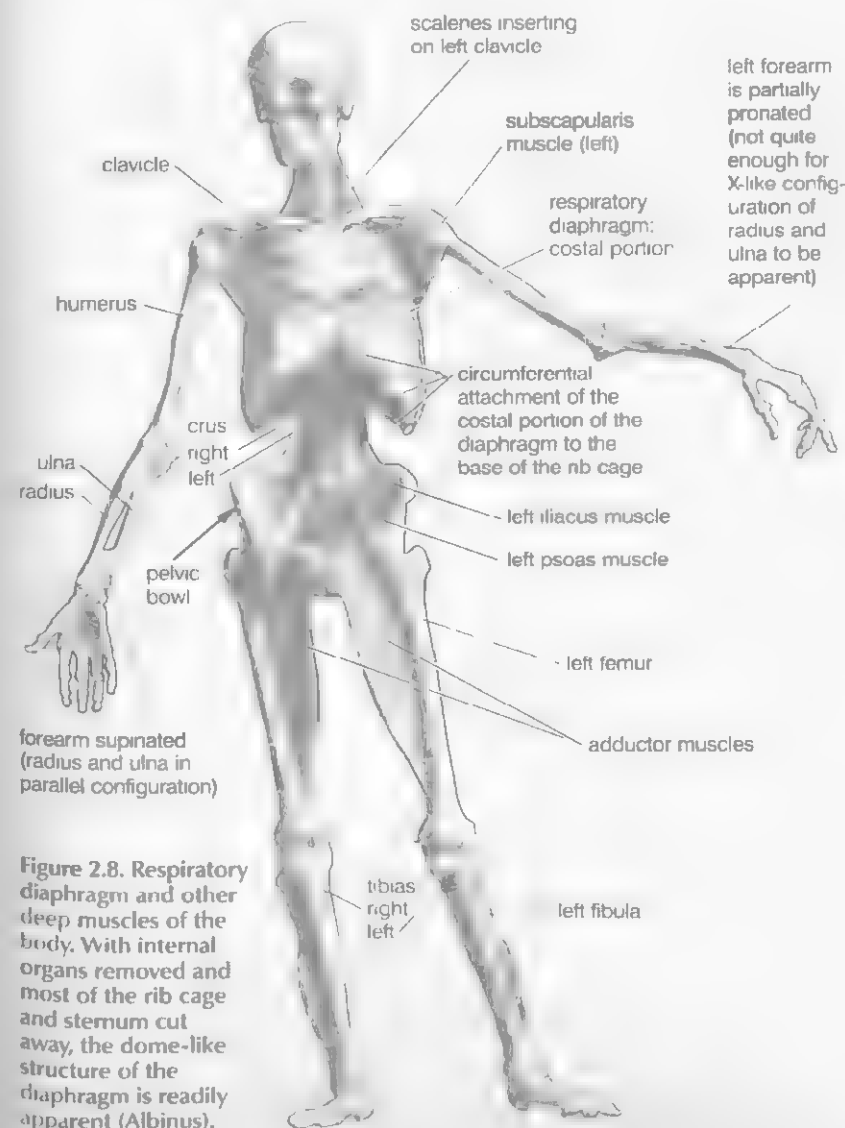 scalenes inserting
on left clavicle
left forearm
is partially
pronated
(not quite
enough for
X-like config-
uration of
radius and
ulna to be
apparent)
subscapularis
muscle (left)
clavicle
respiratory
diaphragm:
costal portion
humerus
circumferential
attachment of the
costal portion of the
diaphragm to the
base of the rib cage
crus
right
left
ulna
radius
left iliacus muscle
left psoas muscle
pelvic
bowl
left femur
adductor muscles
forearm supinated
(radius and ulna in
parallel configuration)
Figure 2.8. Respiratory
diaphragm and other
deep muscles of the
body. With internal
organs removed and
most of the rib cage
and sternum cut
away, the dome-like
structure of the
diaphragm is readily
apparent (Albinus).
tibias
right
left
left fibula